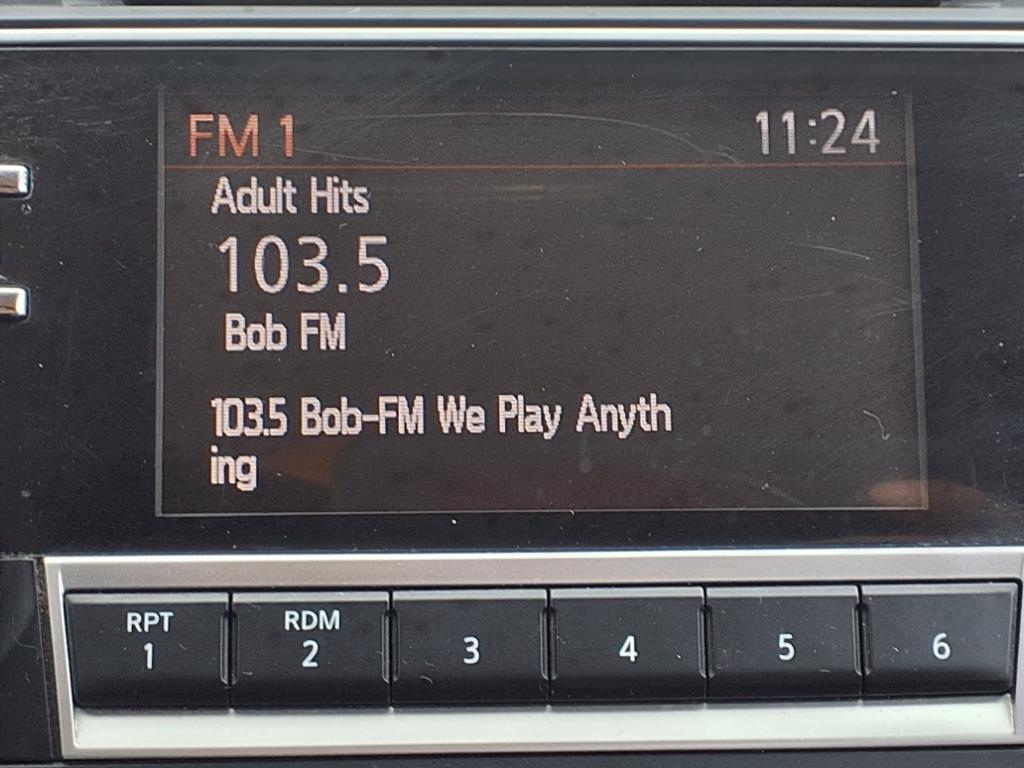 FM 1 11:24
Adult Hits
103.5
Bob FM
103.5 Bob-FM We Play Anyth
ing
RPT RDM
1 2 3 4 5 6